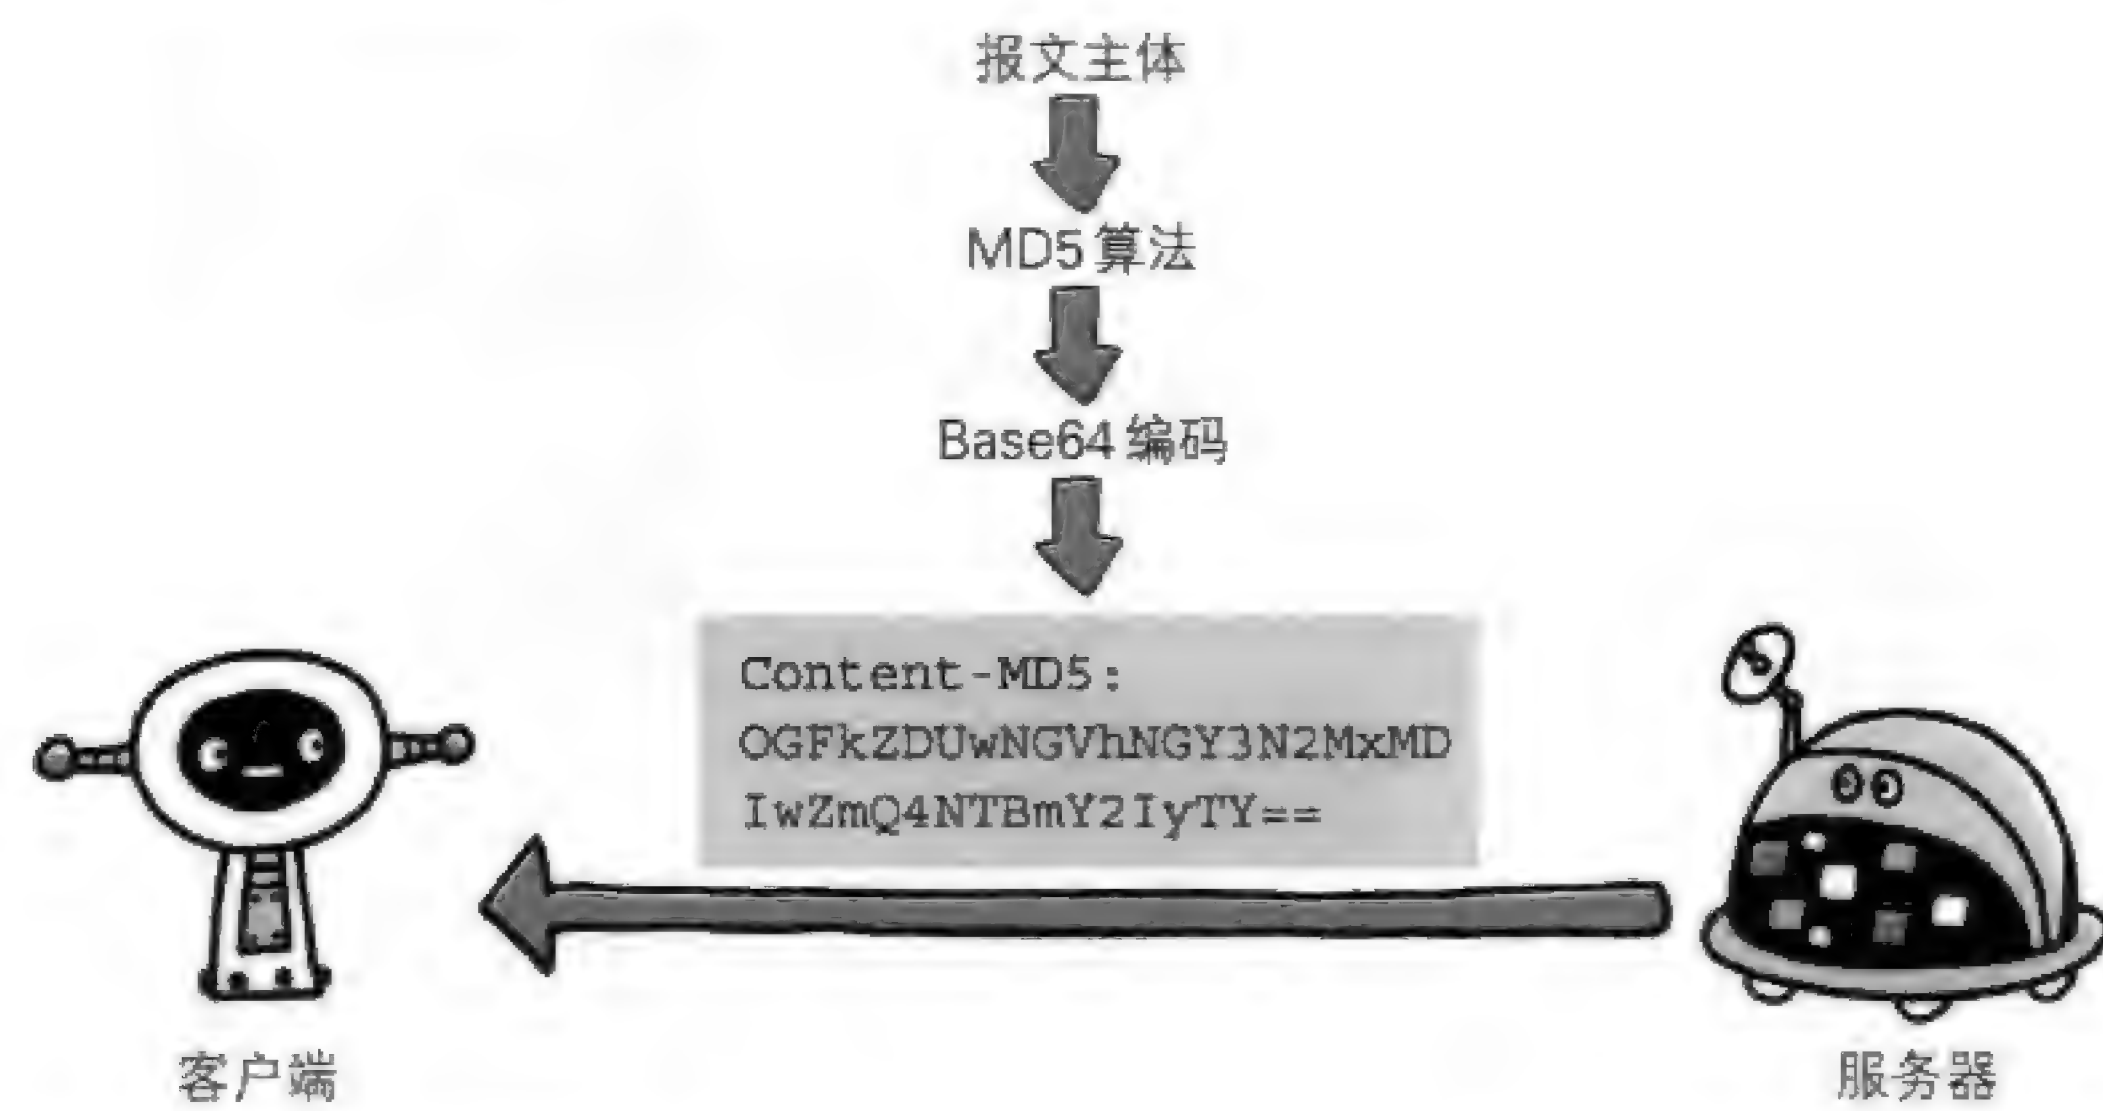 报文主体
MD5算法
Base64编码
Content-MD5:
OGFkZDUwNGVhNGY3N2MxMD
IwZmQ4NTBmY2IyTY==
客户端
服务器